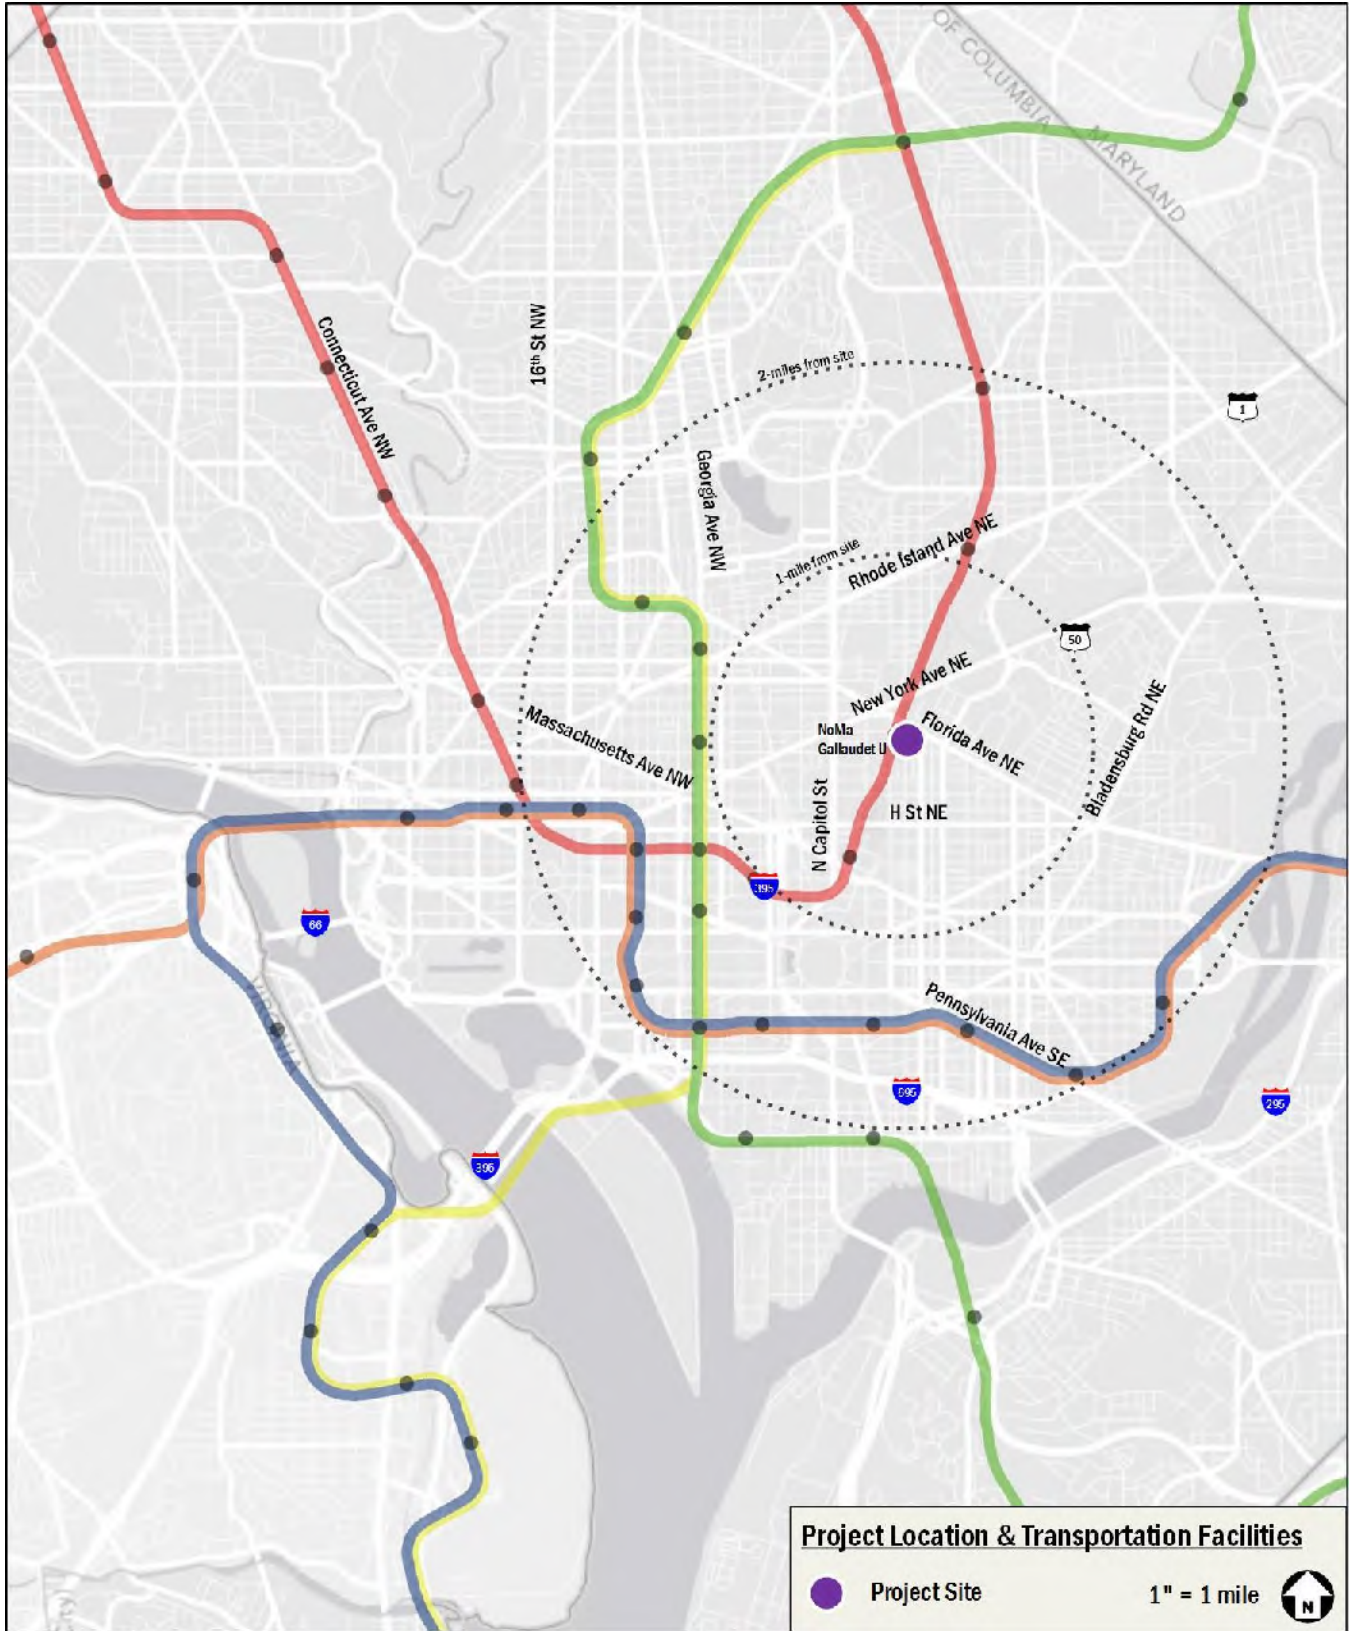 OF COLUMBIA
MARYLAND
16th St NW
Connecticut Ave NW
2-miles from site
1
Georgia Ave NW
1-mile from site
Rhode Island Ave NE
50
New York Ave NE
Massachusetts Ave NW
NoMa
Gallaudet U
Florida Ave NE
Bladensburg Rd NE
N Capitol St
H St NE
395
66
VIRGINIA
Pennsylvania Ave SE
695
295
395
Project Location & Transportation Facilities
Project Site
1" = 1 mile
N